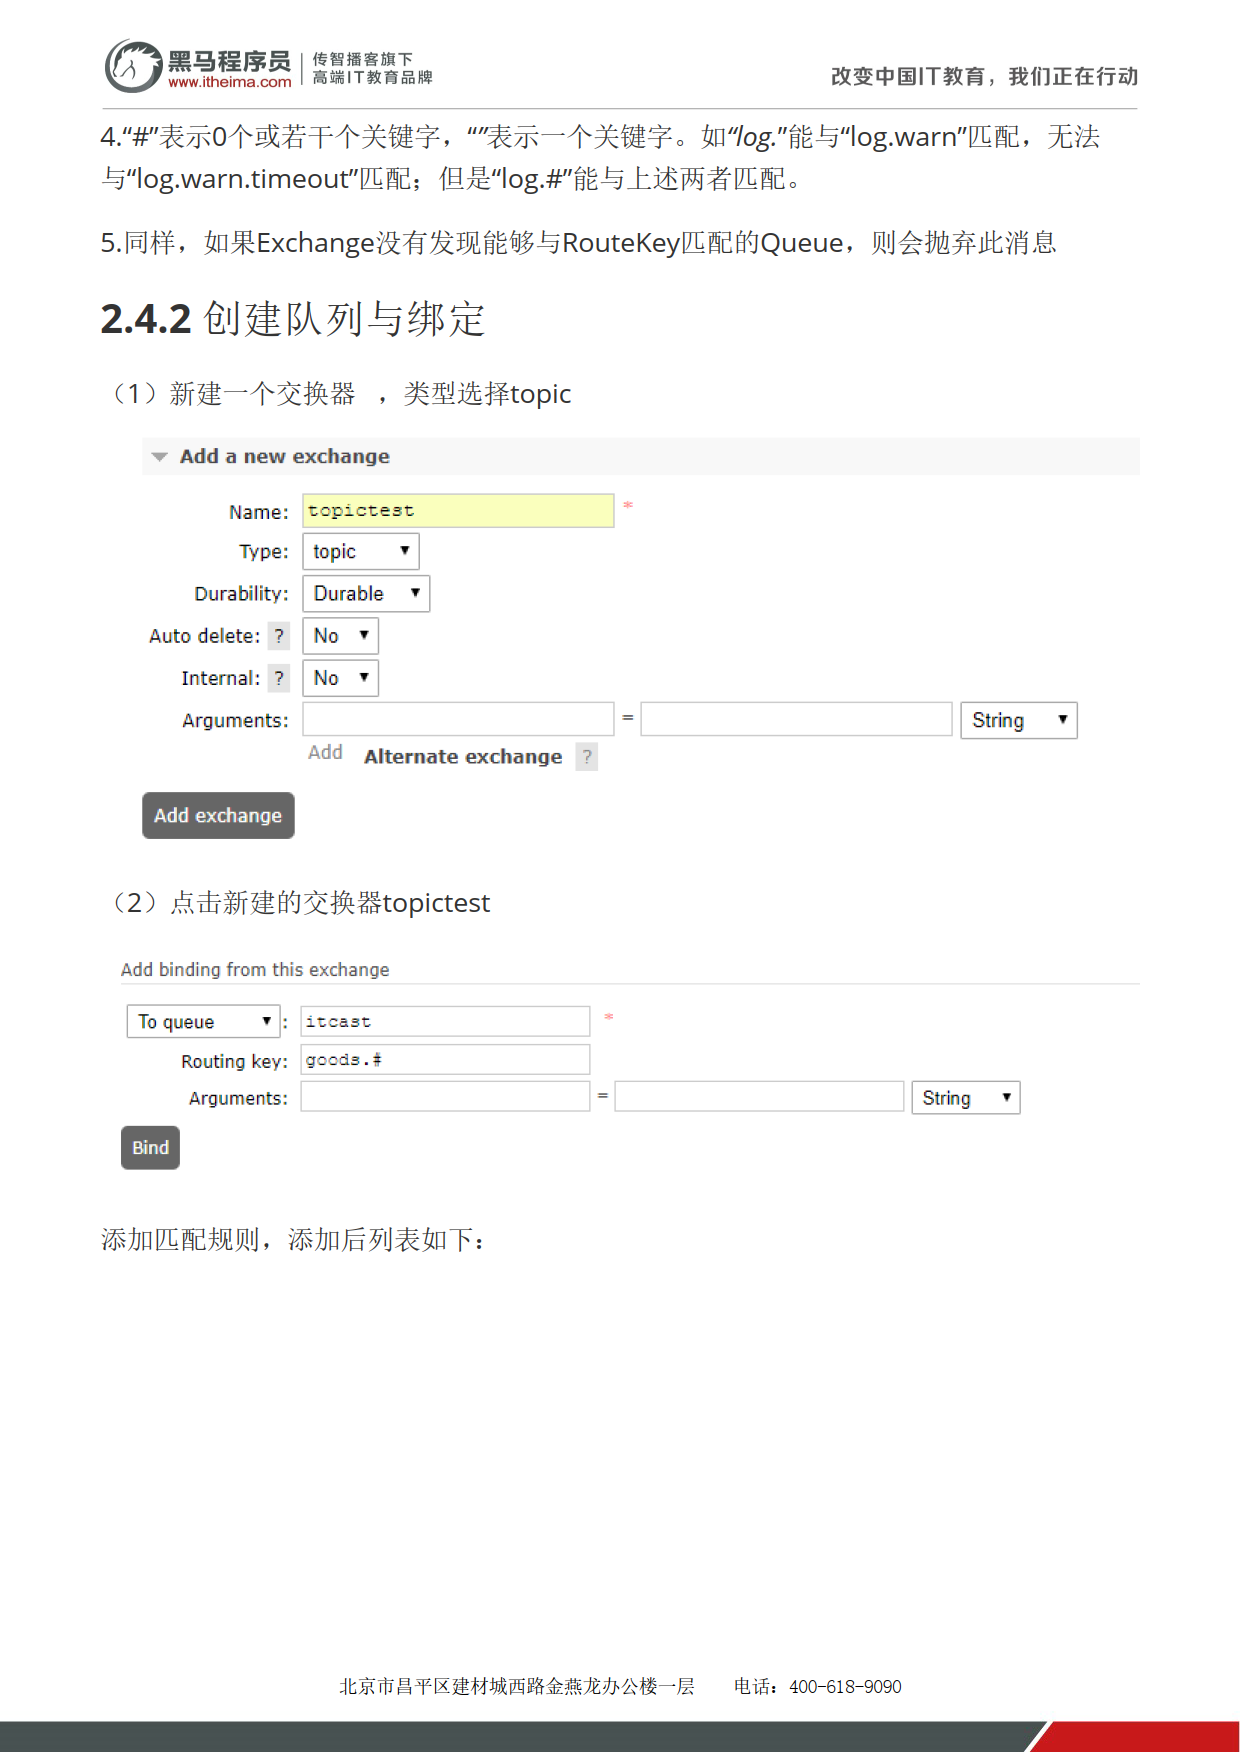 黑马程序员
www.itheima.com
传智播客旗下
高端IT教育品牌
改变中国IT教育，我们正在行动
4.“#”表示0个或若干个关键字，“”表示一个关键字。如“log.”能与“log.warn”匹配，无法
与“log.warn.timeout”匹配；但是“log.#”能与上述两者匹配。
5.同样，如果Exchange没有发现能够与RouteKey匹配的Queue，则会抛弃此消息
2.4.2 创建队列与绑定
（1）新建一个交换器 ，类型选择topic
Add a new exchange
Name: topictest *
Type: topic
Durability: Durable
Auto delete: ? No
Internal: ? No
Arguments: = String
Add Alternate exchange ?
Add exchange
（2）点击新建的交换器topictest
Add binding from this exchange
To queue : itcast *
Routing key: goods.#
Arguments: = String
Bind
添加匹配规则，添加后列表如下：
北京市昌平区建材城西路金燕龙办公楼一层 电话：400-618-9090